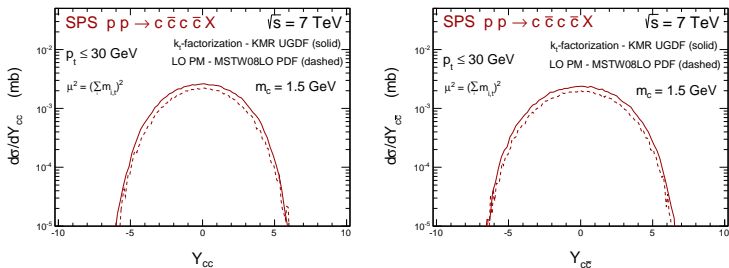 SPS p p → c c̅ c c̅ X
√s = 7 TeV
p_t ≤ 30 GeV
k_t-factorization - KMR UGDF (solid)
LO PM - MSTW08LO PDF (dashed)
μ² = (∑ m_i,t)²
m_c = 1.5 GeV
dσ/dY_cc (mb)
10⁻²
10⁻³
10⁻⁴
10⁻⁵
-10 -5 0 5 10
Y_cc
SPS p p → c c̅ c c̅ X
√s = 7 TeV
p_t ≤ 30 GeV
k_t-factorization - KMR UGDF (solid)
LO PM - MSTW08LO PDF (dashed)
μ² = (∑ m_i,t)²
m_c = 1.5 GeV
dσ/dY_cc̅ (mb)
10⁻²
10⁻³
10⁻⁴
10⁻⁵
-10 -5 0 5 10
Y_cc̅